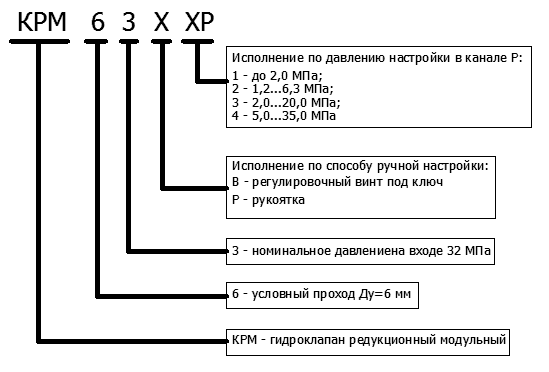 КРМ 6 3 X XP
Исполнение по давлению настройки в канале Р:
1 - до 2,0 МПа;
2 - 1,2...6,3 МПа;
3 - 2,0...20,0 МПа;
4 - 5,0...35,0 МПа
Исполнение по способу ручной настройки:
В - регулировочный винт под ключ
Р - рукоятка
3 - номинальное давлениена входе 32 МПа
6 - условный проход Ду=6 мм
КРМ - гидроклапан редукционный модульный